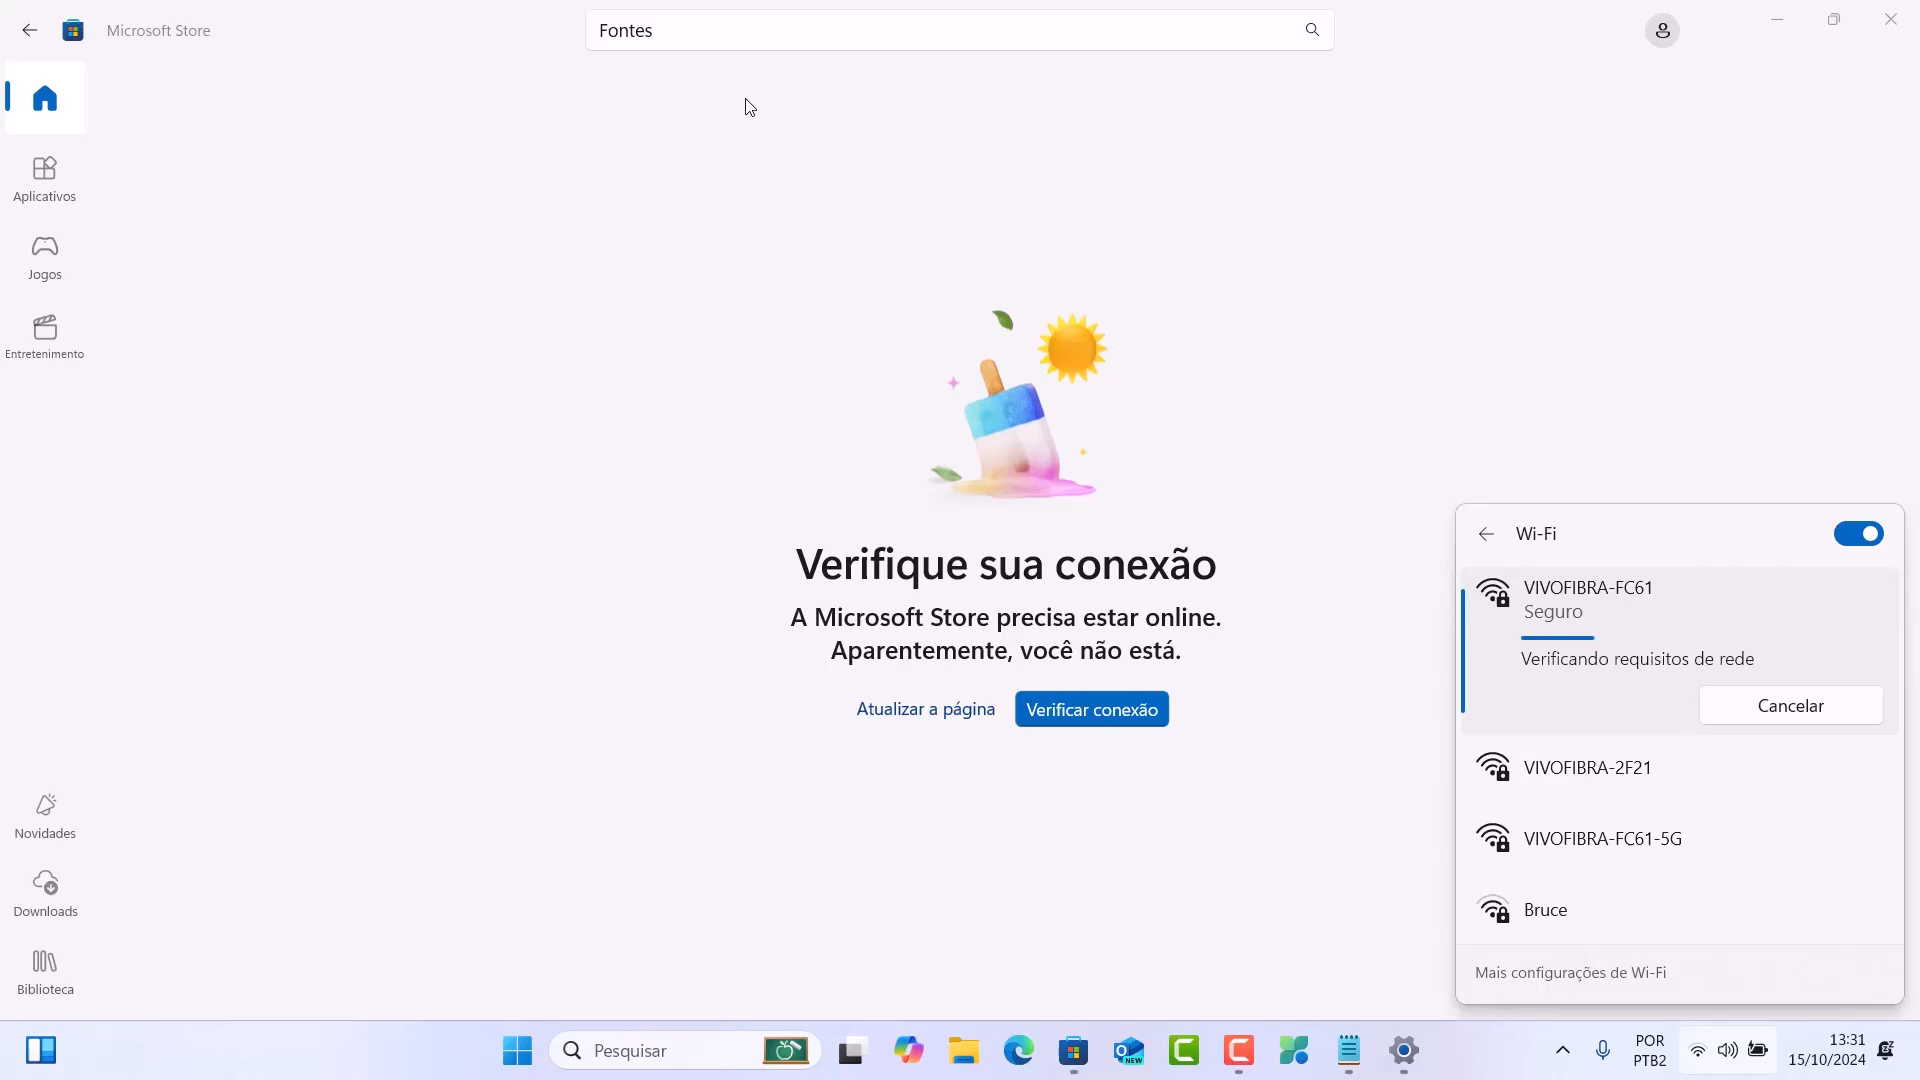 Microsoft Store
Fontes
Aplicativos
Jogos
Entretenimento
Verifique sua conexão
A Microsoft Store precisa estar online.
Aparentemente, você não está.
Atualizar a página
Verificar conexão
Novidades
Downloads
Biblioteca
Wi-Fi
VIVOFIBRA-FC61
Seguro
Verificando requisitos de rede
Cancelar
VIVOFIBRA-2F21
VIVOFIBRA-FC61-5G
Bruce
Mais configurações de Wi-Fi
Pesquisar
NEW
POR
PTB2
13:31
15/10/2024